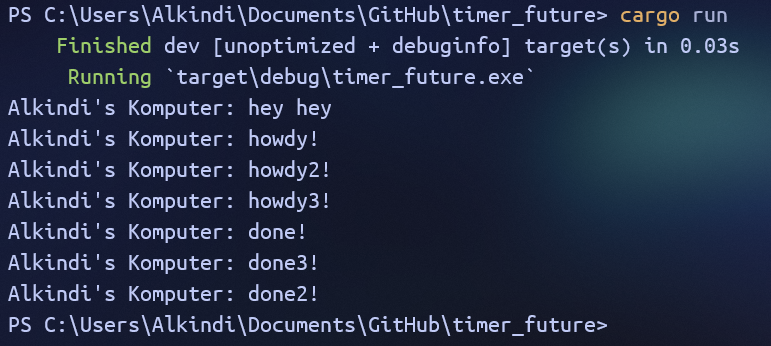 PS C:\Users\Alkindi\Documents\GitHub\timer_future> cargo run
Finished dev [unoptimized + debuginfo] target(s) in 0.03s
Running `target\debug\timer_future.exe`
Alkindi's Komputer: hey hey
Alkindi's Komputer: howdy!
Alkindi's Komputer: howdy2!
Alkindi's Komputer: howdy3!
Alkindi's Komputer: done!
Alkindi's Komputer: done3!
Alkindi's Komputer: done2!
PS C:\Users\Alkindi\Documents\GitHub\timer_future>